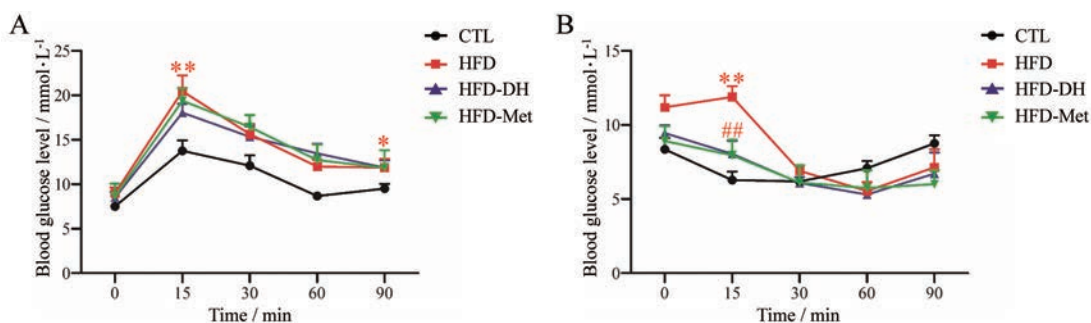 A
Blood glucose level / mmol·L⁻¹
25
20
15
10
5
0
**
*
0 15 30 60 90
Time / min
CTL
HFD
HFD-DH
HFD-Met
B
Blood glucose level / mmol·L⁻¹
15
10
5
0
**
##
0 15 30 60 90
Time / min
CTL
HFD
HFD-DH
HFD-Met